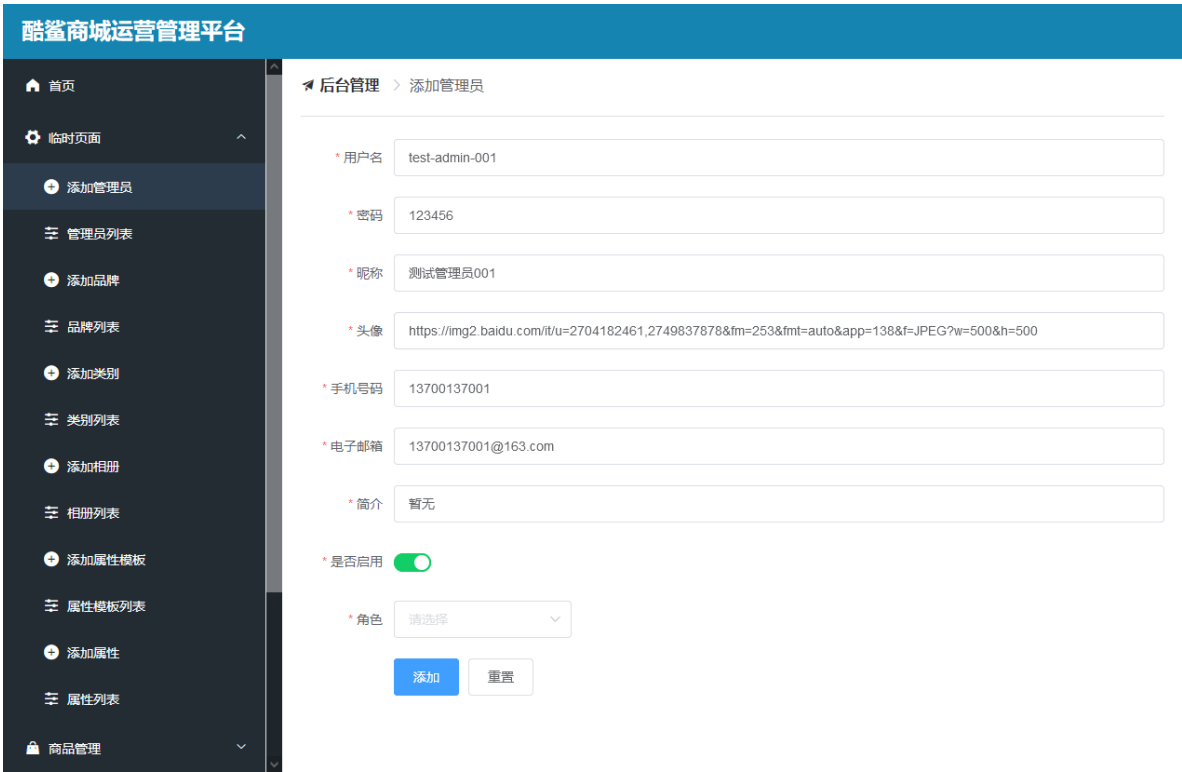 酷鲨商城运营管理平台
首页
临时页面
添加管理员
管理员列表
添加品牌
品牌列表
添加类别
类别列表
添加相册
相册列表
添加属性模板
属性模板列表
添加属性
属性列表
商品管理
后台管理 > 添加管理员
* 用户名 test-admin-001
* 密码 123456
* 昵称 测试管理员001
* 头像 https://img2.baidu.com/it/u=2704182461,2749837878&fm=253&fmt=auto&app=138&f=JPEG?w=500&h=500
* 手机号码 13700137001
* 电子邮箱 13700137001@163.com
* 简介 暂无
* 是否启用
* 角色 请选择
添加 重置